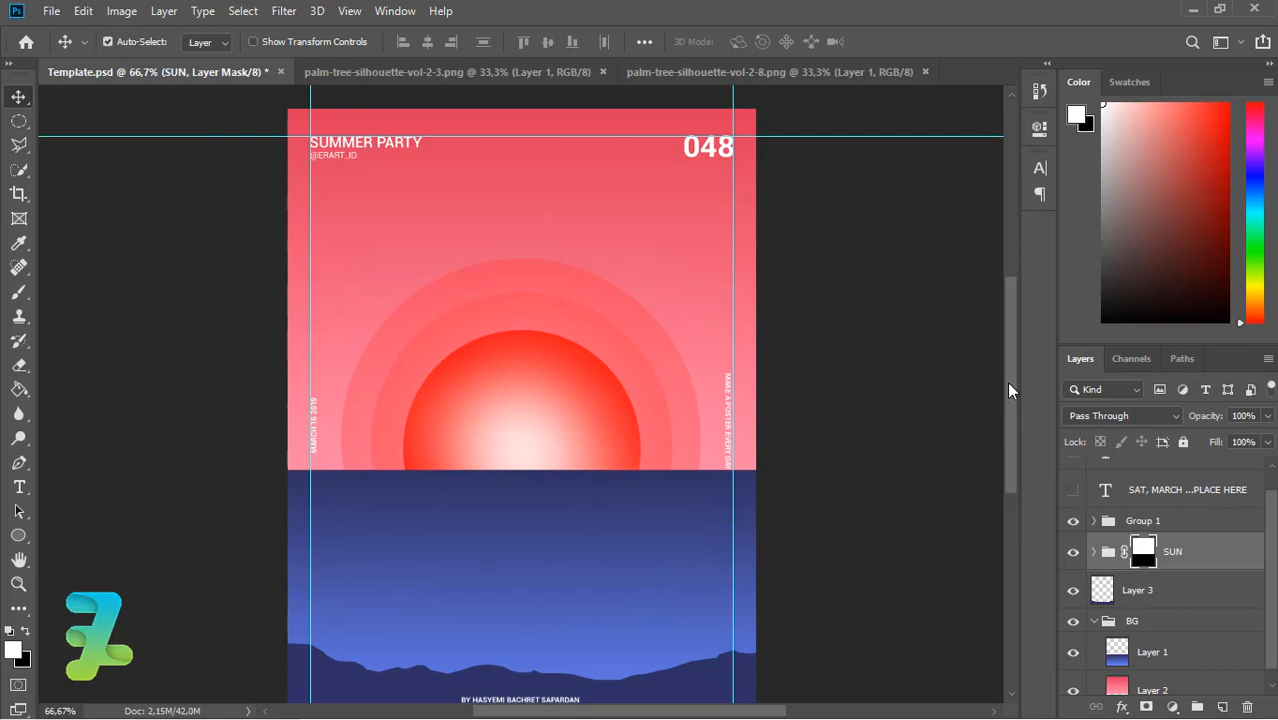 File Edit Image Layer Type Select Filter 3D View Window Help
Auto-Select: Layer Show Transform Controls 3D Mode:
Template.psd @ 66,7% (SUN, Layer Mask/8) * palm-tree-silhouette-vol-2-3.png @ 33,3% (Layer 1, RGB/8) palm-tree-silhouette-vol-2-8.png @ 33,3% (Layer 1, RGB/8)
SUMMER PARTY
@ERART_ID
048
MARCH 16 2019
MAKE A POSTER EVERY DAY
BY HASYEMI BACHRET SAPARDAN
Color Swatches
Layers Channels Paths
Kind
Pass Through Opacity: 100%
Lock: Fill: 100%
SAT, MARCH ...PLACE HERE
Group 1
SUN
Layer 3
BG
Layer 1
Layer 2
66,67% Doc: 2,15M/42,0M